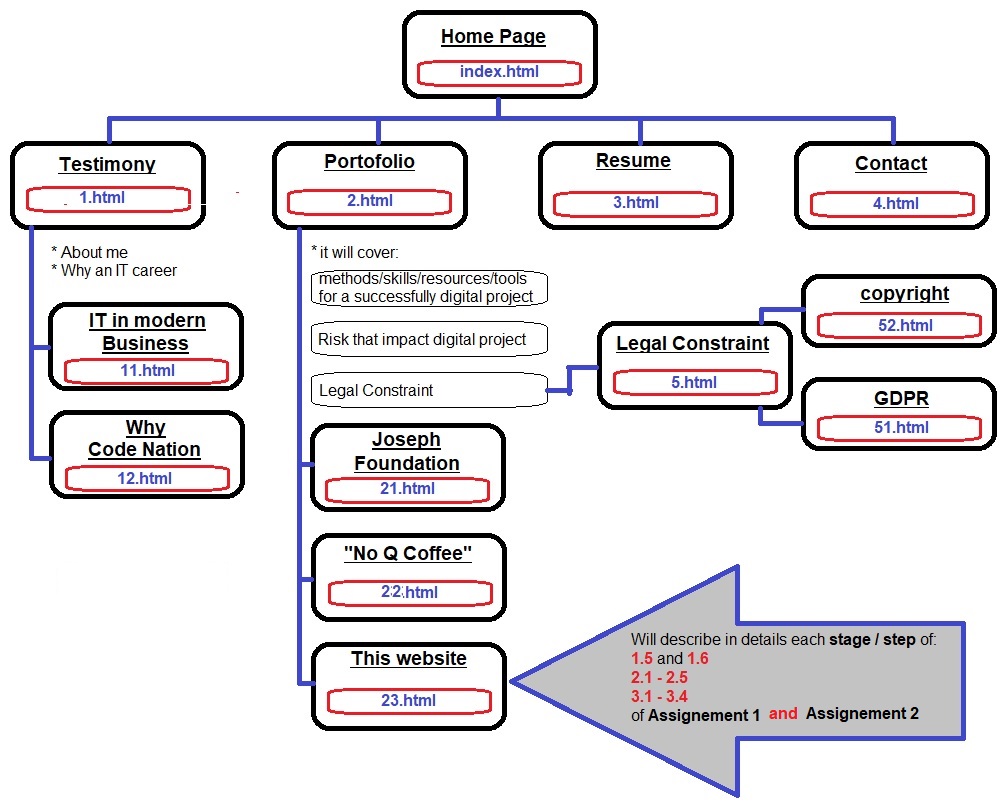 Home Page
index.html
Testimony
1.html
Portofolio
2.html
Resume
3.html
Contact
4.html
* About me
* Why an IT career
IT in modern
Business
11.html
Why
Code Nation
12.html
* it will cover:
methods/skills/resources/tools
for a successfully digital project
Risk that impact digital project
Legal Constraint
Legal Constraint
5.html
copyright
52.html
GDPR
51.html
Joseph
Foundation
21.html
"No Q Coffee"
22.html
This website
23.html
Will describe in details each stage / step of:
1.5 and 1.6
2.1 - 2.5
3.1 - 3.4
of Assignement 1 and Assignement 2